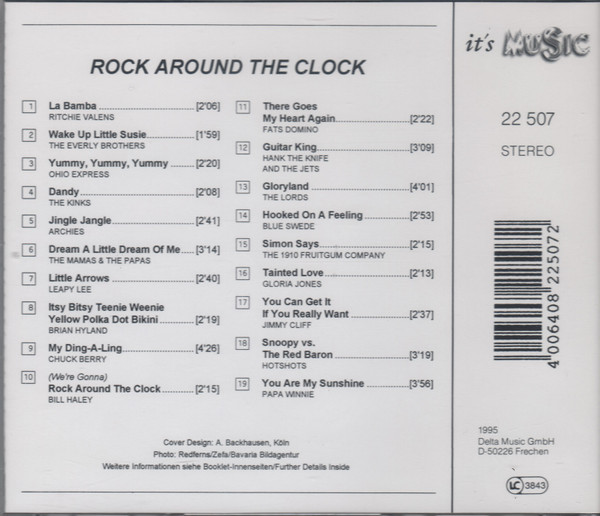 ROCK AROUND THE CLOCK
1 La Bamba [2'06]
RITCHIE VALENS
2 Wake Up Little Susie [1'59]
THE EVERLY BROTHERS
3 Yummy, Yummy, Yummy [2'20]
OHIO EXPRESS
4 Dandy [2'08]
THE KINKS
5 Jingle Jangle [2'41]
ARCHIES
6 Dream A Little Dream Of Me [3'14]
THE MAMAS & THE PAPAS
7 Little Arrows [2'40]
LEAPY LEE
8 Itsy Bitsy Teenie Weenie
Yellow Polka Dot Bikini [2'19]
BRIAN HYLAND
9 My Ding-A-Ling [4'26]
CHUCK BERRY
10 (We're Gonna)
Rock Around The Clock [2'15]
BILL HALEY
11 There Goes
My Heart Again [2'22]
FATS DOMINO
12 Guitar King [3'09]
HANK THE KNIFE
AND THE JETS
13 Gloryland [4'01]
THE LORDS
14 Hooked On A Feeling [2'53]
BLUE SWEDE
15 Simon Says [2'15]
THE 1910 FRUITGUM COMPANY
16 Tainted Love [2'13]
GLORIA JONES
17 You Can Get It
If You Really Want [2'37]
JIMMY CLIFF
18 Snoopy vs.
The Red Baron [3'19]
HOTSHOTS
19 You Are My Sunshine [3'56]
PAPA WINNIE
Cover Design: A. Backhausen, Köln
Photo: Redferns/Zefa/Bavaria Bildagentur
Weitere Informationen siehe Booklet-Innenseiten/Further Details Inside
it's MUSIC
22 507
STEREO
4 006408 225072
1995
Delta Music GmbH
D-50226 Frechen
LC 3843